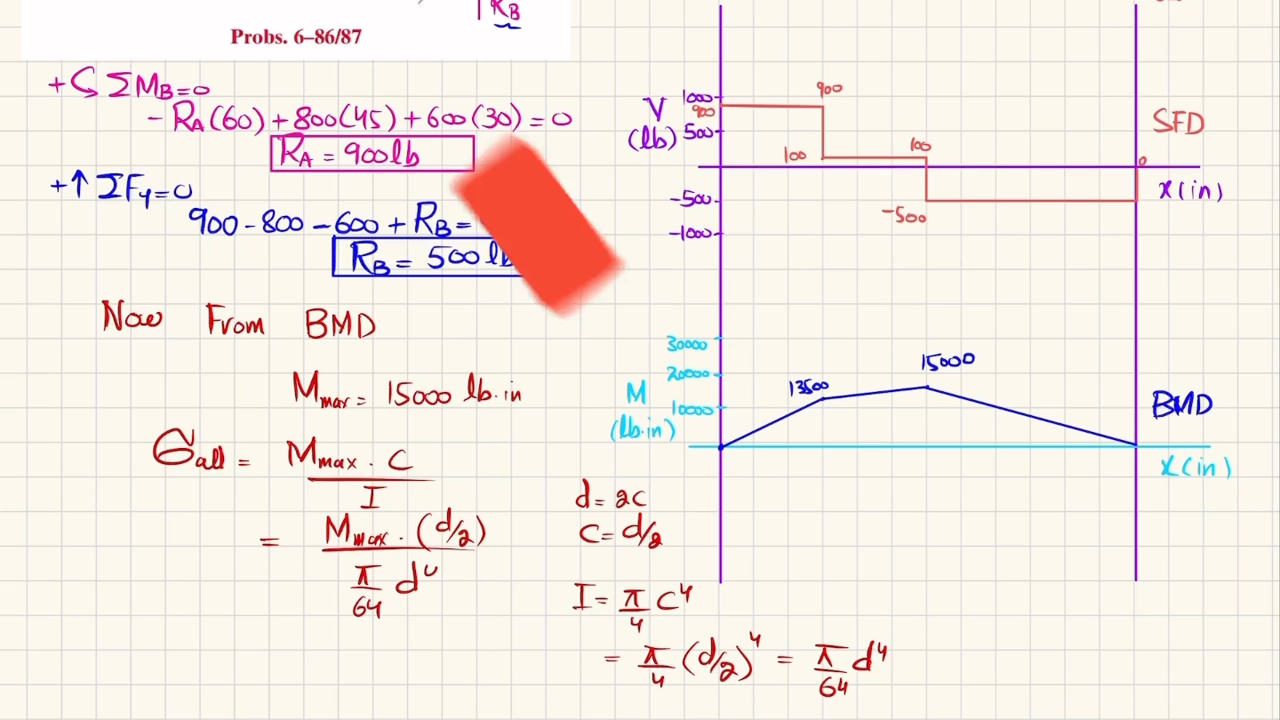 R_B
Probs. 6–86/87
+↺ ΣM_B=0
- R_A(60) + 800(45) + 600(30) = 0
R_A = 900 lb
+↑ ΣF_y=0
900 - 800 - 600 + R_B =
R_B = 500 lb
Now From BMD
M_max = 15000 lb.in
σ_all = M_max . C / I
= M_max . (d/2) / π/64 d⁴
d = 2C
C = d/2
I = π/4 C⁴
= π/4 (d/2)⁴ = π/64 d⁴
V
(lb)
1000
900
500
-500
-1000
900
100
100
-500
0
SFD
x(in)
M
(lb.in)
30000
20000
10000
13500
15000
BMD
x(in)